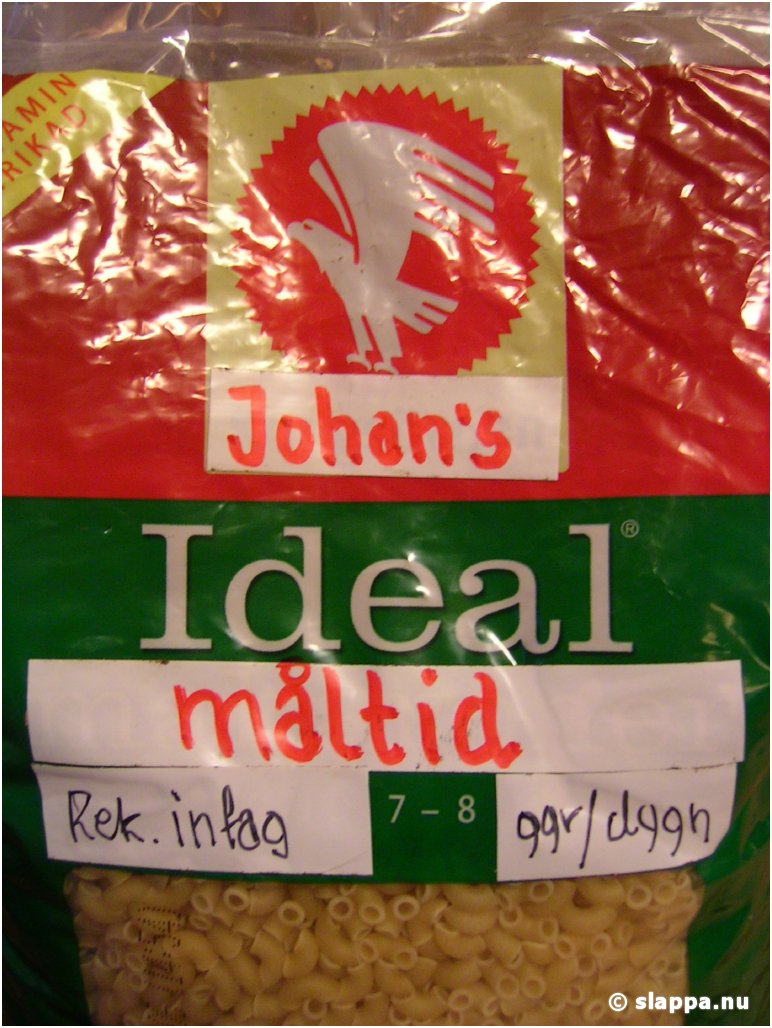 AMIN
RIKAD
Johan's
Ideal®
måltid
Rek. intag 7 – 8 ggr/dygn
© slappa.nu